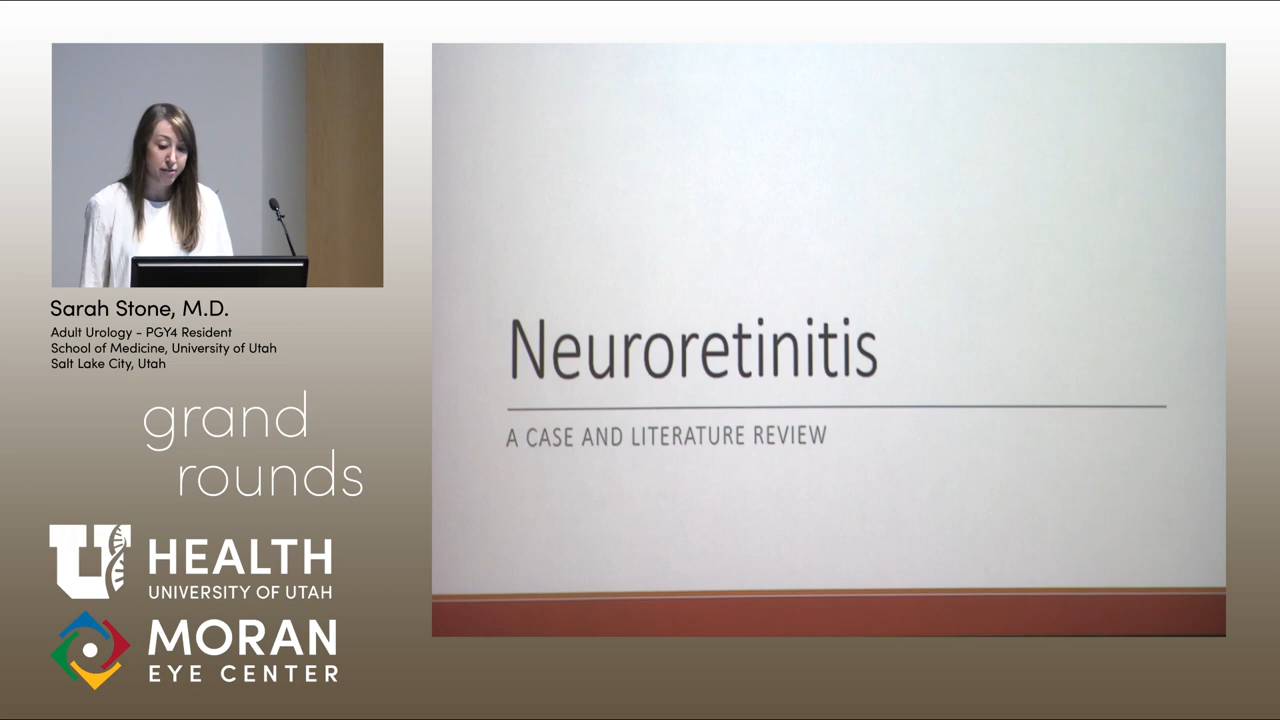 Sarah Stone, M.D.
Adult Urology - PGY4 Resident
School of Medicine, University of Utah
Salt Lake City, Utah
grand
rounds
U HEALTH
UNIVERSITY OF UTAH
MORAN
EYE CENTER
Neuroretinitis
A CASE AND LITERATURE REVIEW